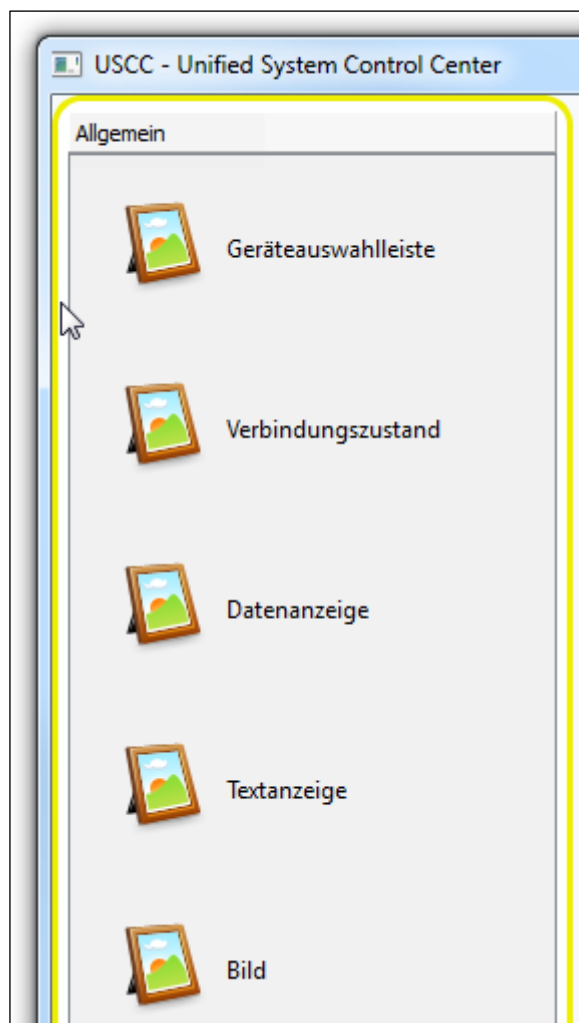 USCC - Unified System Control Center
Allgemein
Geräteauswahlleiste
Verbindungszustand
Datenanzeige
Textanzeige
Bild